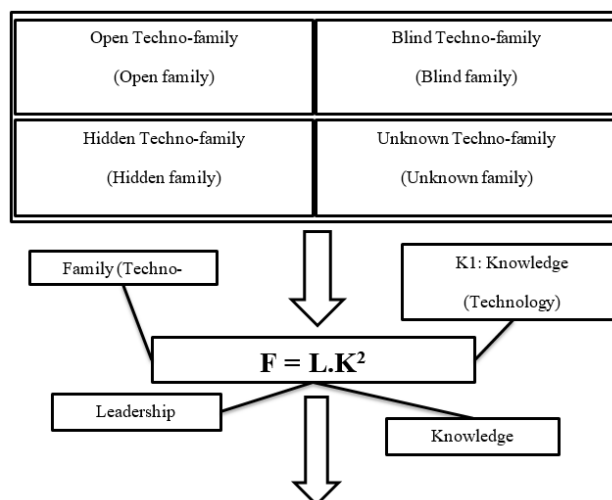 Open Techno-family
(Open family)
Blind Techno-family
(Blind family)
Hidden Techno-family
(Hidden family)
Unknown Techno-family
(Unknown family)
Family (Techno-
K1: Knowledge
(Technology)
F = L.K²
Leadership
Knowledge